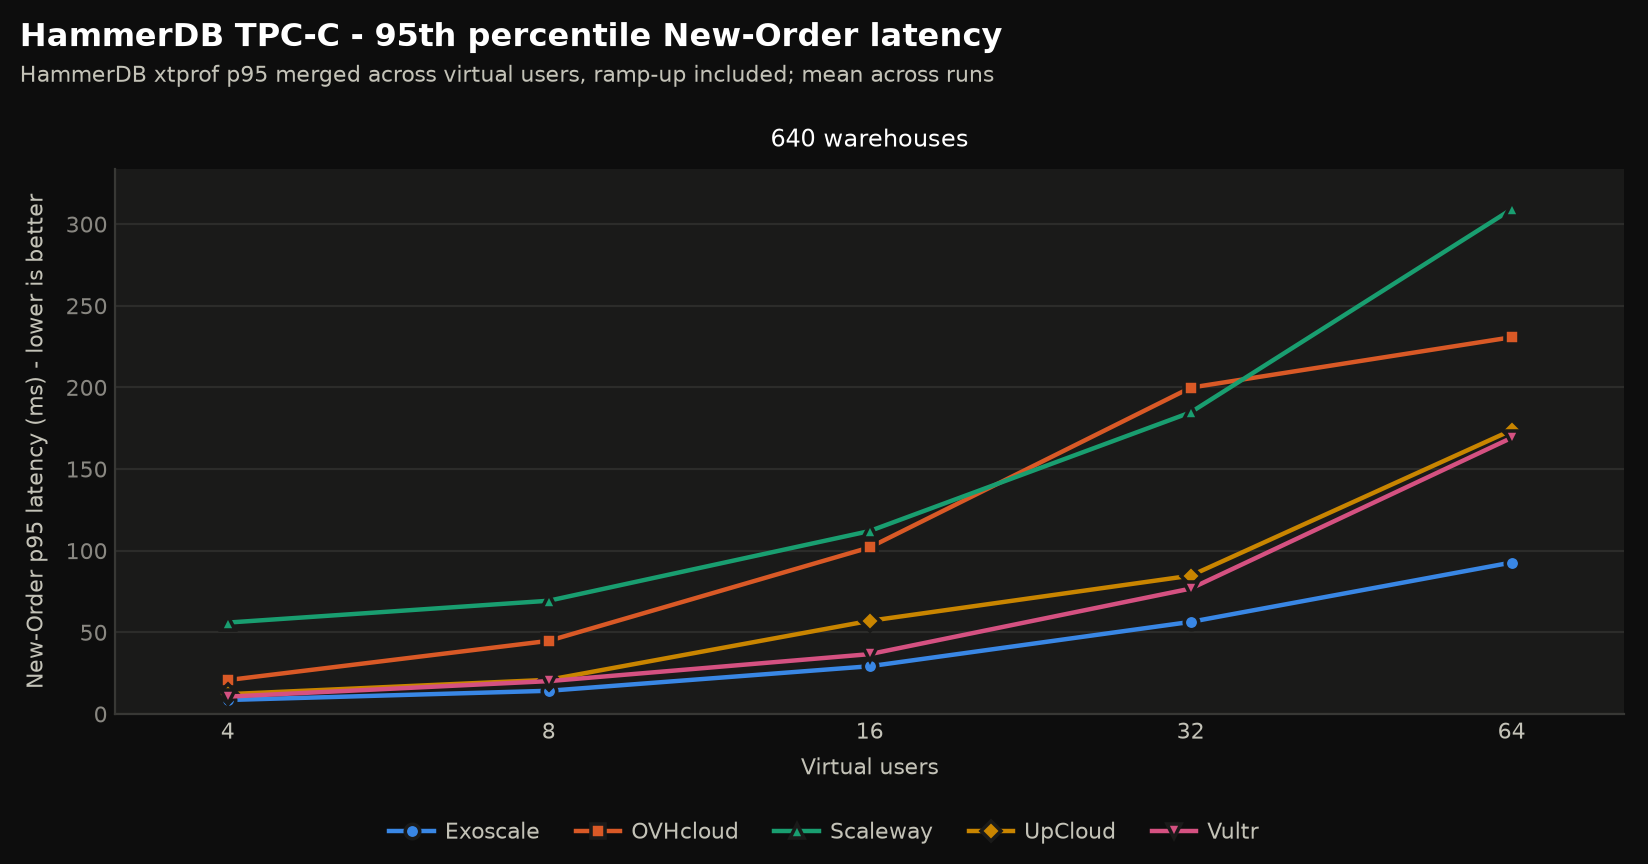 HammerDB TPC-C - 95th percentile New-Order latency
HammerDB xtprof p95 merged across virtual users, ramp-up included; mean across runs
640 warehouses
New-Order p95 latency (ms) - lower is better
300
250
200
150
100
50
0
4 8 16 32 64
Virtual users
Exoscale OVHcloud Scaleway UpCloud Vultr